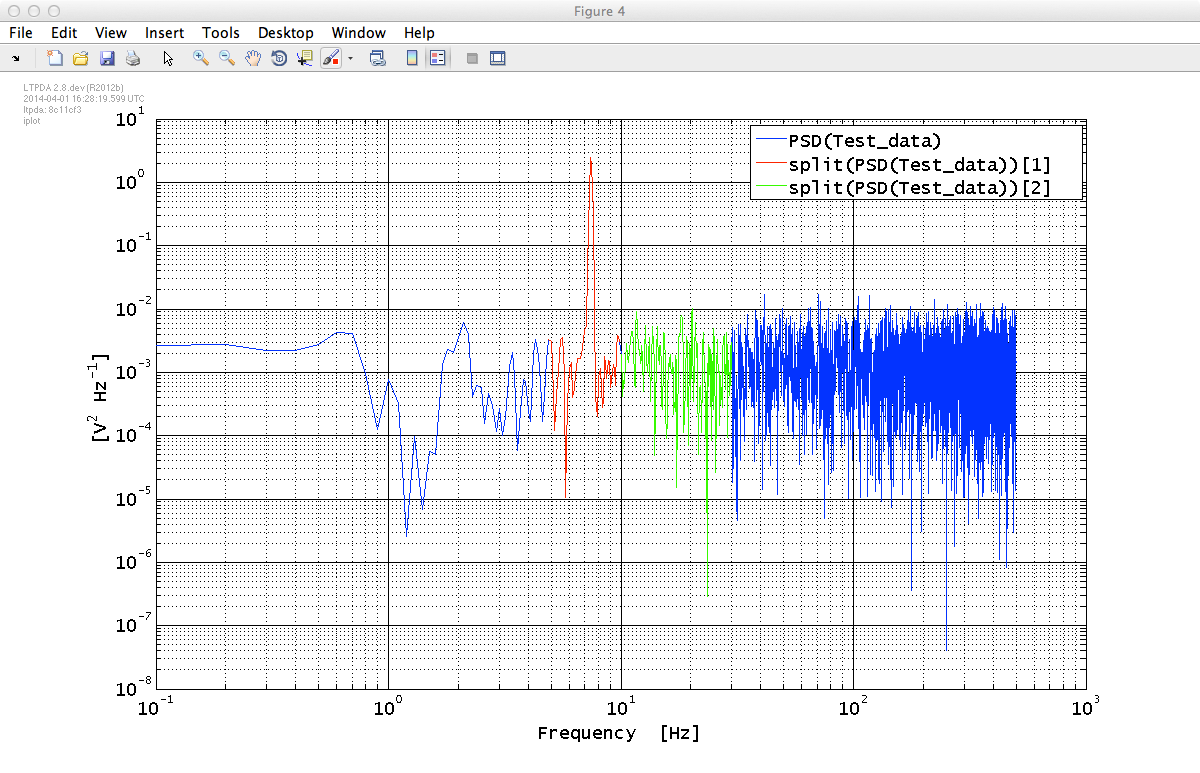 Figure 4
File Edit View Insert Tools Desktop Window Help
LTPDA 2.8.dev (R2012b)
2014-04-01 16:28:19.599 UTC
ltpda: 8c11cf3
iplot
PSD(Test_data)
split(PSD(Test_data))[1]
split(PSD(Test_data))[2]
10^1
10^0
10^-1
10^-2
10^-3
10^-4
10^-5
10^-6
10^-7
10^-8
[V^2 Hz^-1]
10^-1 10^0 10^1 10^2 10^3
Frequency [Hz]